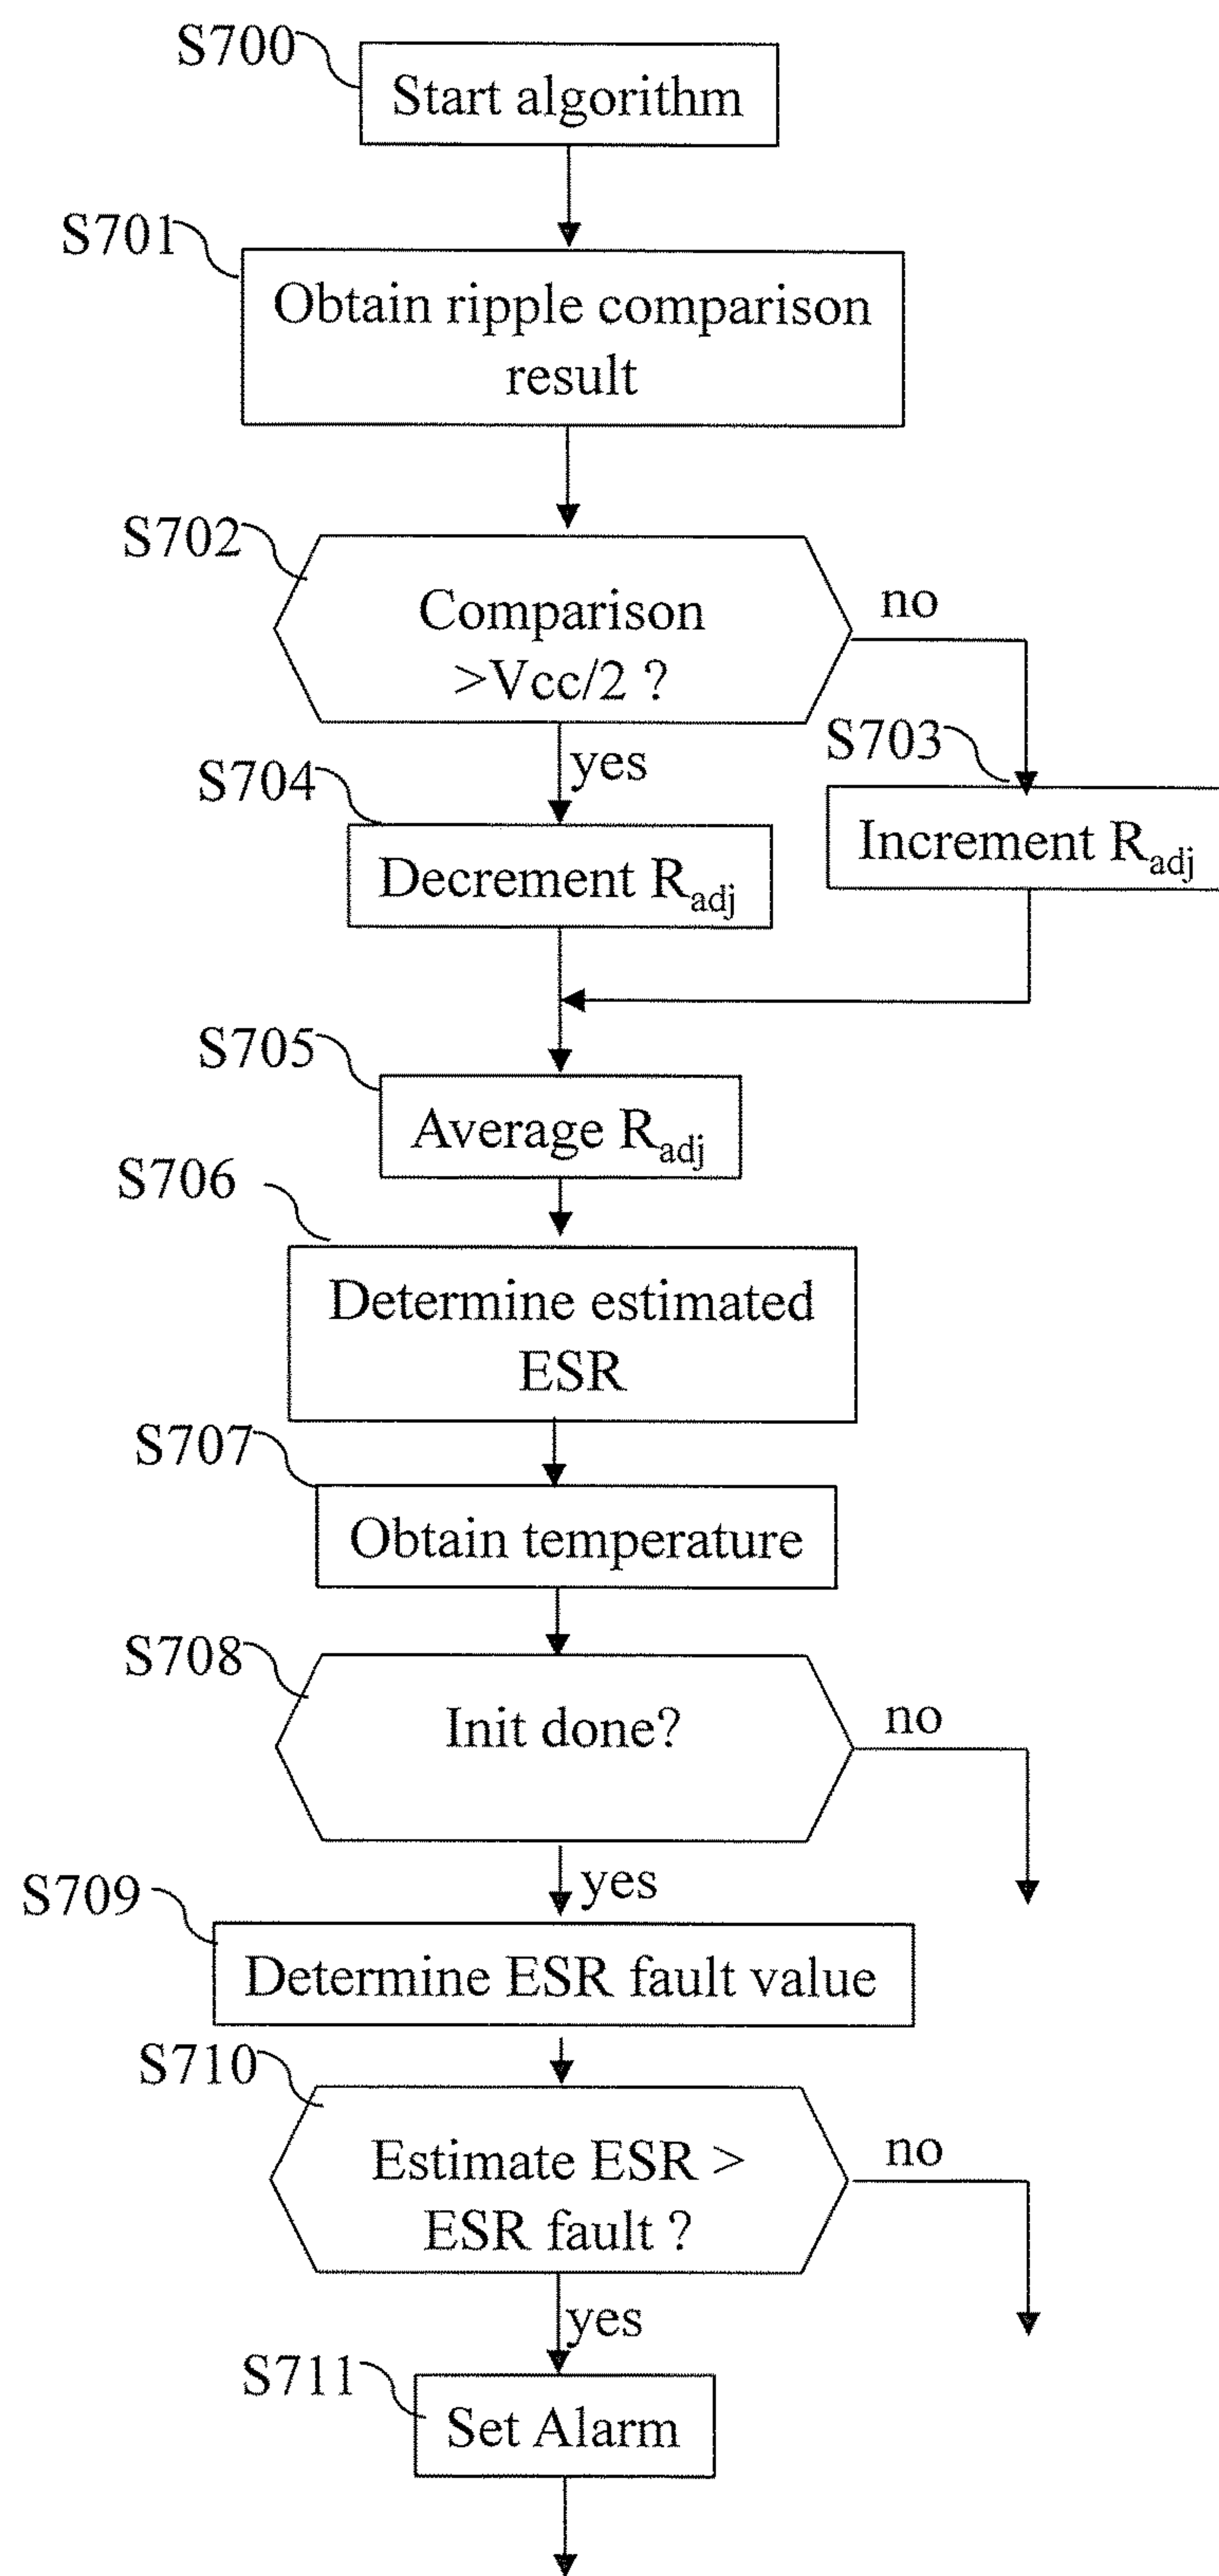 S700
Start algorithm
S701
Obtain ripple comparison
result
S702
Comparison
>Vcc/2 ?
no
yes
S703
Increment Radj
S704
Decrement Radj
S705
Average Radj
S706
Determine estimated
ESR
S707
Obtain temperature
S708
Init done?
no
yes
S709
Determine ESR fault value
S710
Estimate ESR >
ESR fault ?
no
yes
S711
Set Alarm